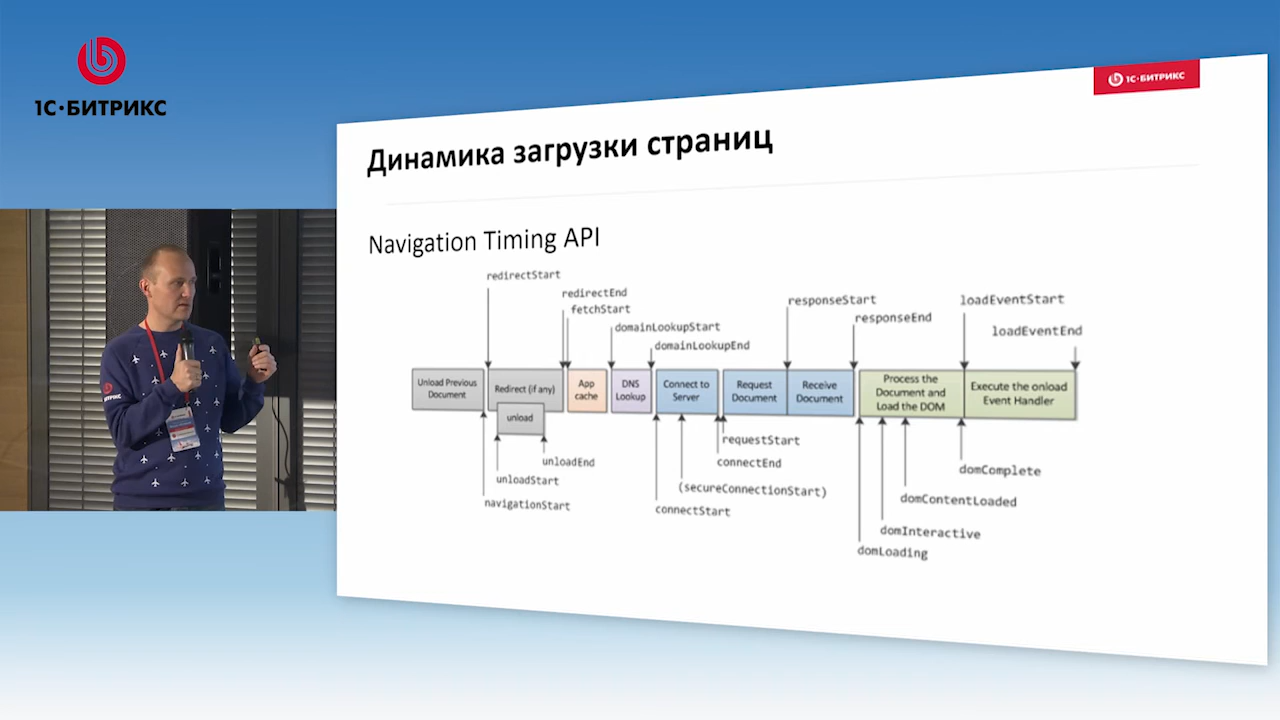 1С·БИТРИКС
1С·БИТРИКС
Динамика загрузки страниц
Navigation Timing API
redirectStart
redirectEnd
fetchStart
domainLookupStart
domainLookupEnd
responseStart
responseEnd
loadEventStart
loadEventEnd
Unload Previous
Document
Redirect (if any)
unload
App
cache
DNS
Lookup
Connect to
Server
Request
Document
Receive
Document
Process the
Document and
Load the DOM
Execute the onload
Event Handler
requestStart
connectEnd
(secureConnectionStart)
connectStart
unloadEnd
unloadStart
navigationStart
domComplete
domContentLoaded
domInteractive
domLoading
БИТРИКС